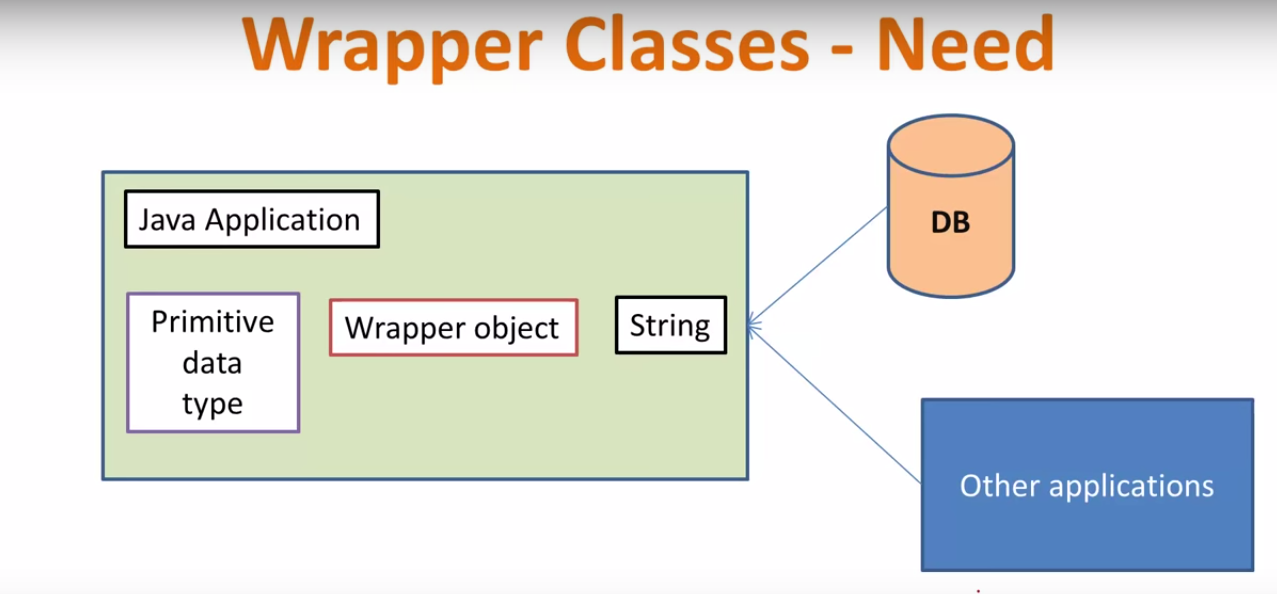 Wrapper Classes - Need
Java Application
Primitive
data
type
Wrapper object
String
DB
Other applications